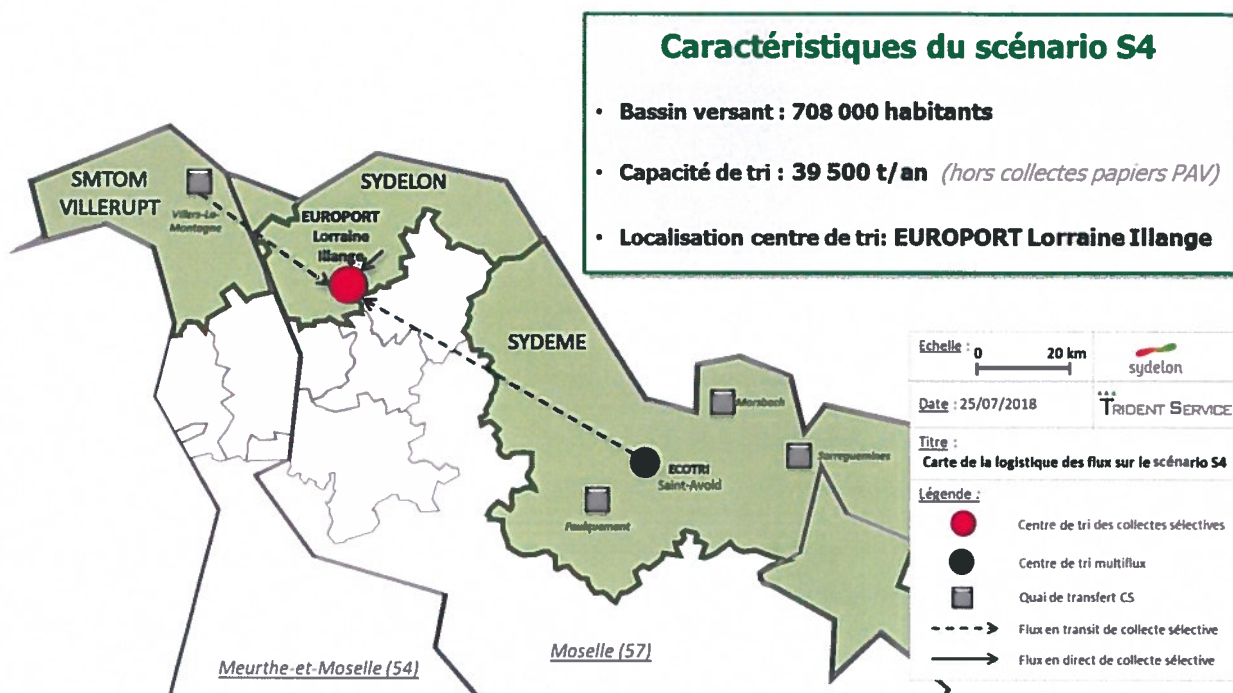 Caractéristiques du scénario S4
• Bassin versant : 708 000 habitants
• Capacité de tri : 39 500 t/an (hors collectes papiers PAV)
• Localisation centre de tri: EUROPORT Lorraine Illange
SMTOM
VILLERUPT
Villers-La-
Montagne
SYDELON
EUROPORT
Lorraine
Illange
SYDEME
Morsbach
Sarreguemines
ECOTRI
Saint-Avold
Faulquemont
Meurthe-et-Moselle (54)
Moselle (57)
Echelle : 0 20 km
sydelon
Date : 25/07/2018
TRIDENT SERVICE
Titre :
Carte de la logistique des flux sur le scénario S4
Légende :
Centre de tri des collectes sélectives
Centre de tri multiflux
Quai de transfert CS
Flux en transit de collecte sélective
Flux en direct de collecte sélective